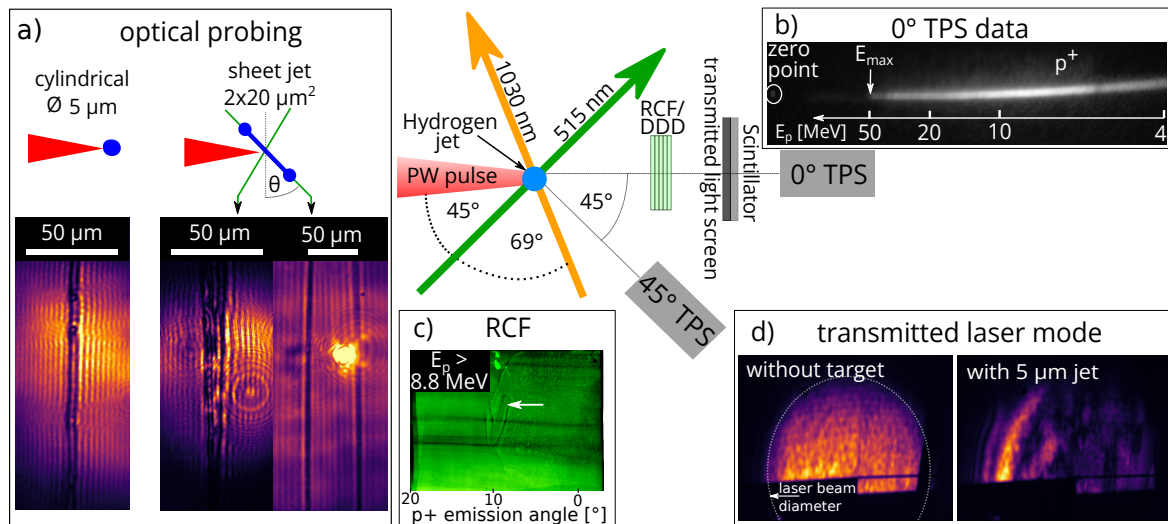 a)
optical probing
cylindrical
Ø 5 µm
sheet jet
2x20 µm²
θ
50 µm
50 µm
50 µm
1030 nm
515 nm
Hydrogen
jet
PW pulse
45°
69°
45°
RCF/
DDD
transmitted light screen
Scintillator
0° TPS
45° TPS
b)
0° TPS data
zero
point
Emax
p+
Ep [MeV]
50
20
10
4
c)
RCF
Ep >
8.8 MeV
20
10
0
p+ emission angle [°]
d)
transmitted laser mode
without target
with 5 µm jet
laser beam
diameter